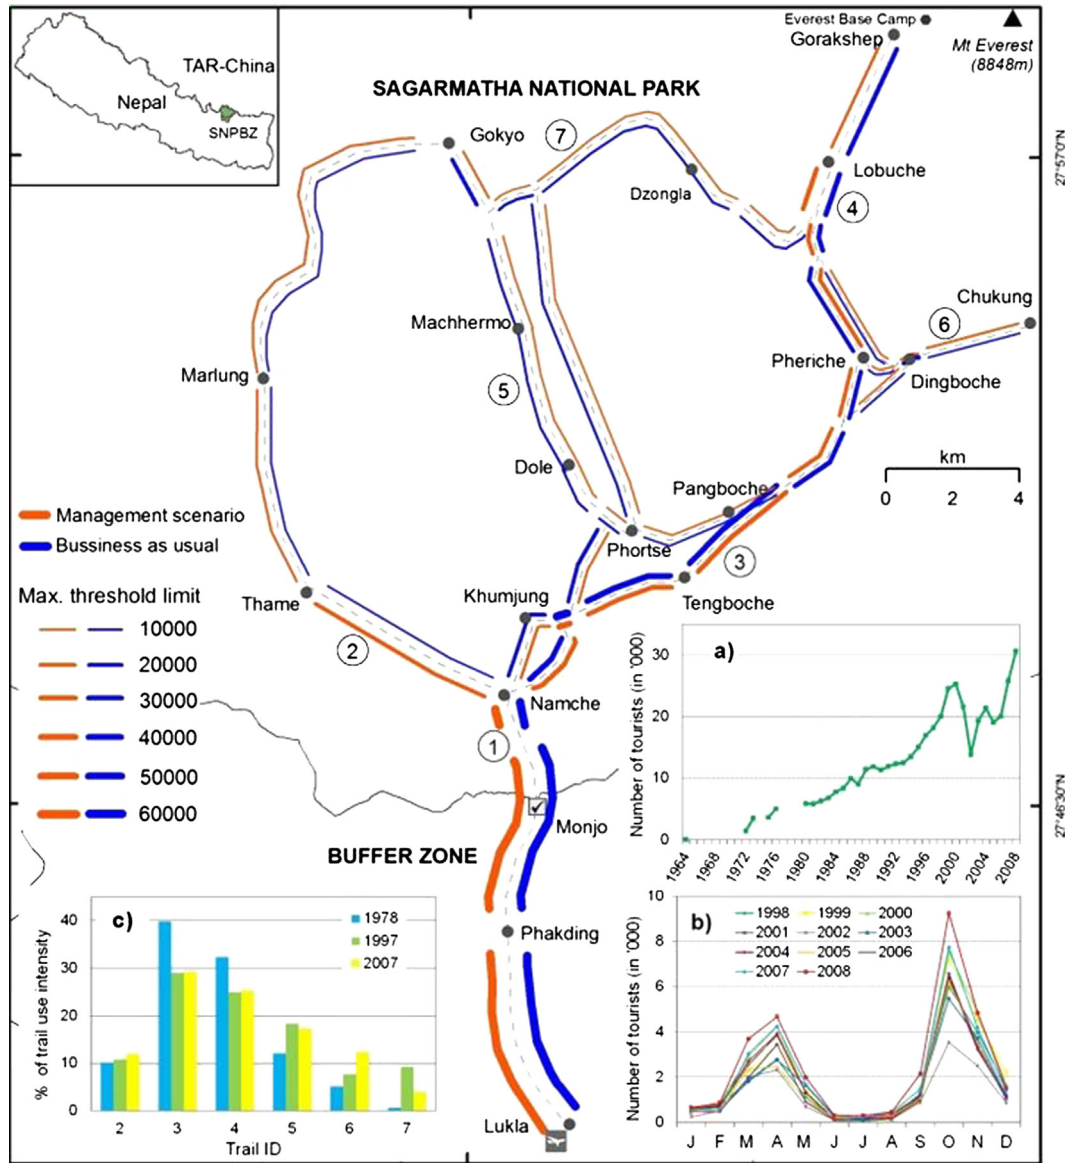 Everest Base Camp
Gorakshep
Mt Everest
(8848m)
TAR-China
Nepal
SNPBZ
SAGARMATHA NATIONAL PARK
Gokyo
7
27°57'0"N
Lobuche
Dzongla
4
Chukung
6
Machhermo
Pheriche
Marlung
5
Dingboche
km
0 2 4
Dole
Pangboche
Management scenario
Bussiness as usual
Phortse
3
Max. threshold limit
Khumjung
Thame
Tengboche
10000
20000
30000
40000
50000
60000
2
Namche
1
Monjo
27°46'30"N
BUFFER ZONE
Phakding
Lukla
a)
Number of tourists (in '000)
30
20
10
0
1964 1968 1972 1976 1980 1984 1988 1992 1996 2000 2004 2008
b)
Number of tourists (in '000)
10
8
6
4
2
0
1998 1999 2000
2001 2002 2003
2004 2005 2006
2007 2008
J F M A M J J A S O N D
c)
% of trail use intensity
40
30
20
10
0
1978
1997
2007
2 3 4 5 6 7
Trail ID